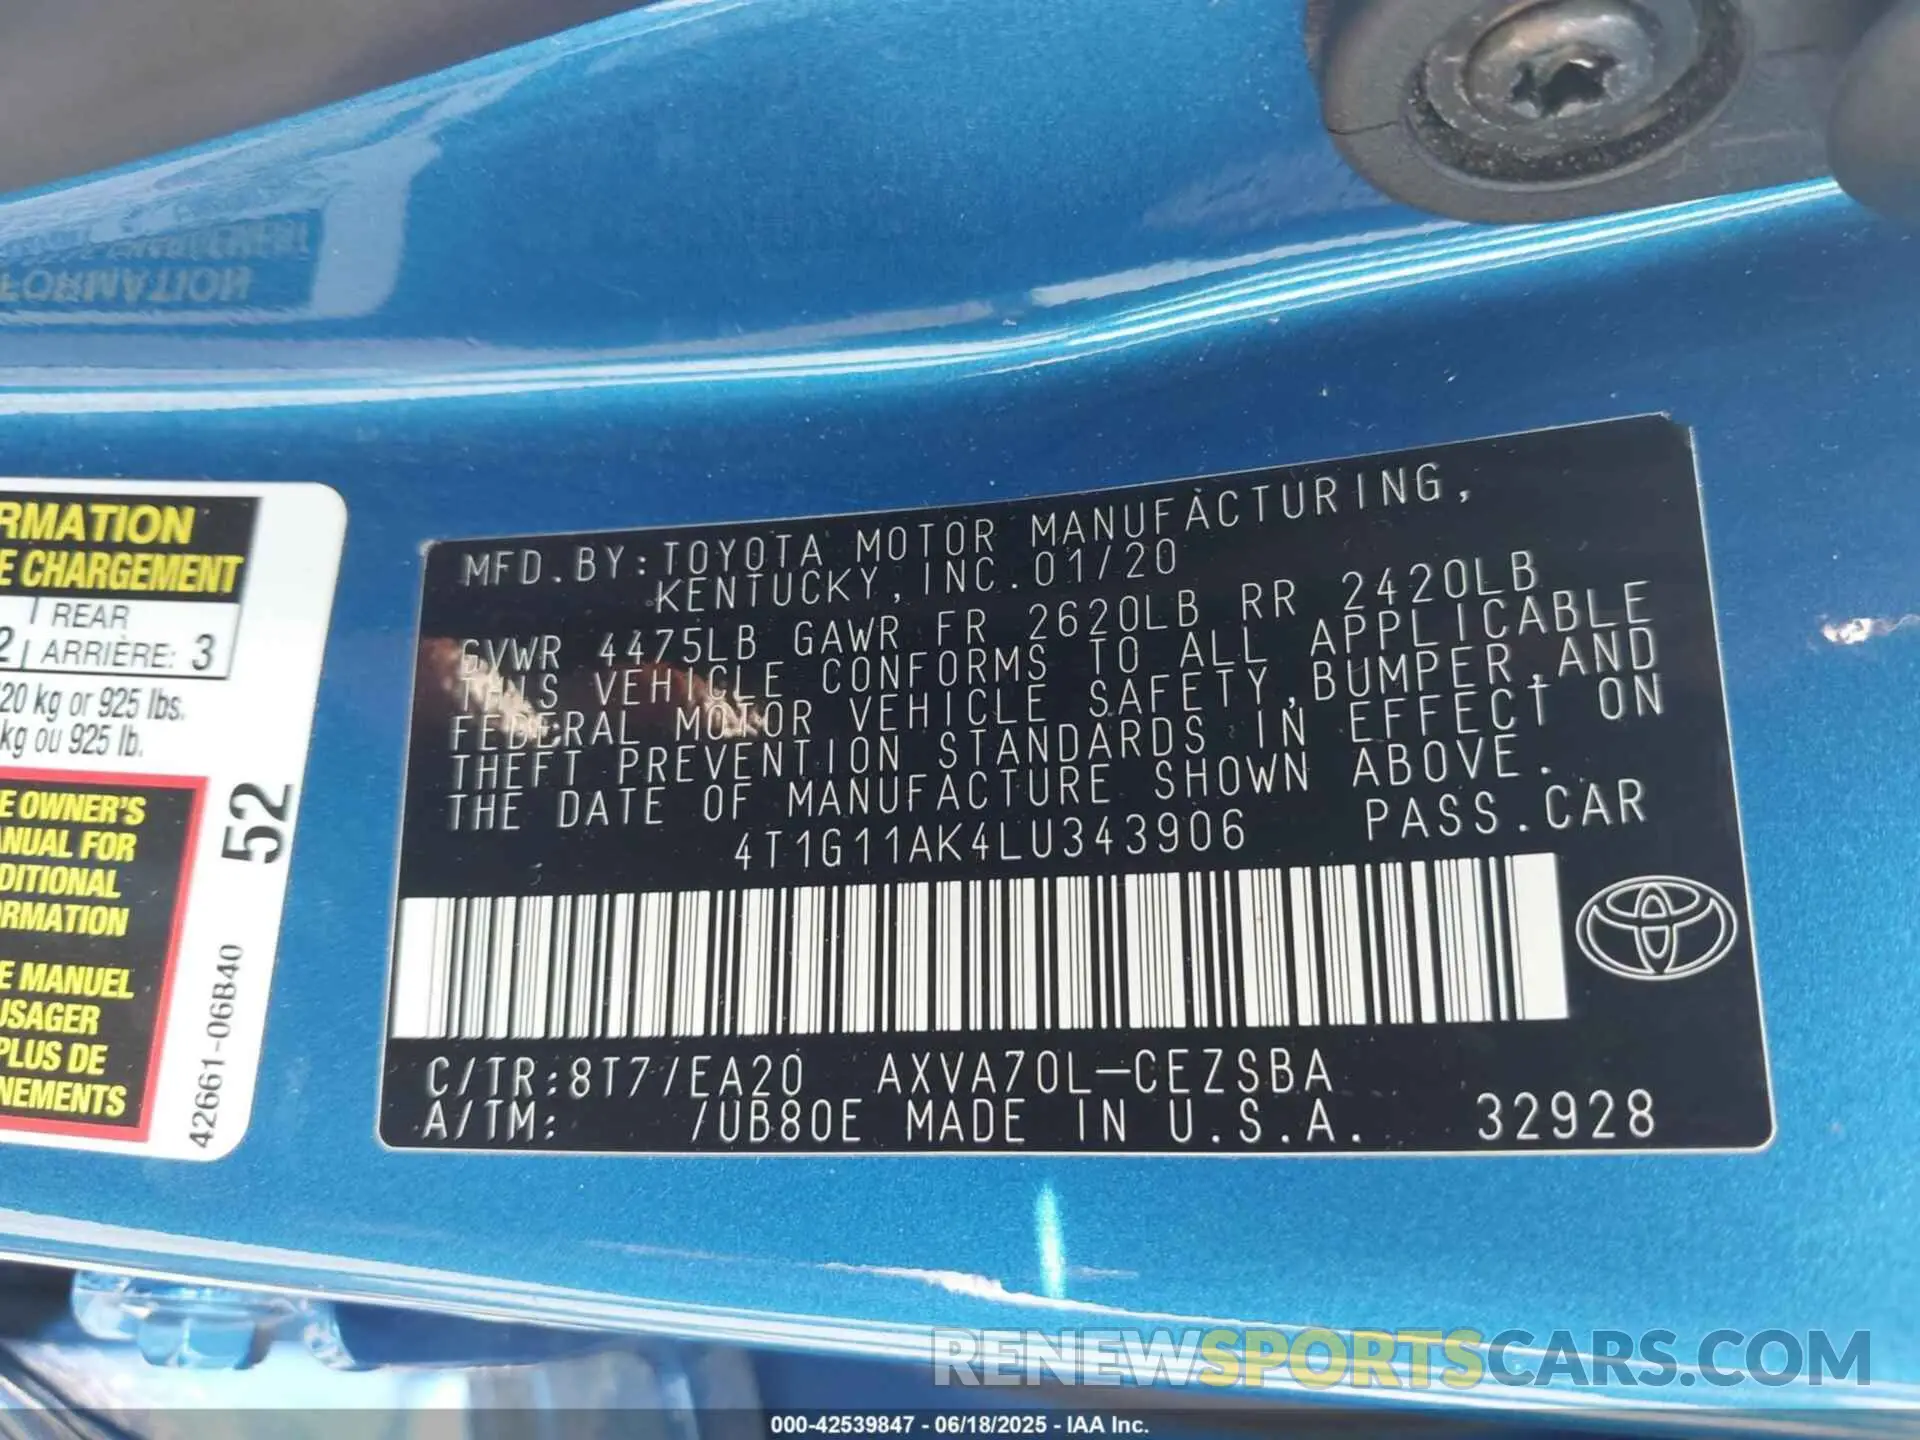 RMATION
E CHARGEMENT
REAR
2 ARRIÈRE: 3
20 kg or 925 lbs.
kg ou 925 lb.
E OWNER'S
ANUAL FOR
DITIONAL
ORMATION
E MANUEL
USAGER
PLUS DE
NEMENTS
52
42661-06B40
FORMATION
MFD. BY: TOYOTA MOTOR MANUFACTURING,
KENTUCKY, INC. 01/20
GVWR 4475LB GAWR FR 2620LB RR 2420LB
THIS VEHICLE CONFORMS TO ALL APPLICABLE
FEDERAL MOTOR VEHICLE SAFETY, BUMPER, AND
THEFT PREVENTION STANDARDS IN EFFECT ON
THE DATE OF MANUFACTURE SHOWN ABOVE.
4T1G11AK4LU343906 PASS. CAR
C/TR: 8T7/EA20 AXVA70L-CEZSBA
A/TM: /UB80E MADE IN U.S.A. 32928
RENEWSPORTSCARS.COM
000-42539847 - 06/18/2025 - IAA Inc.